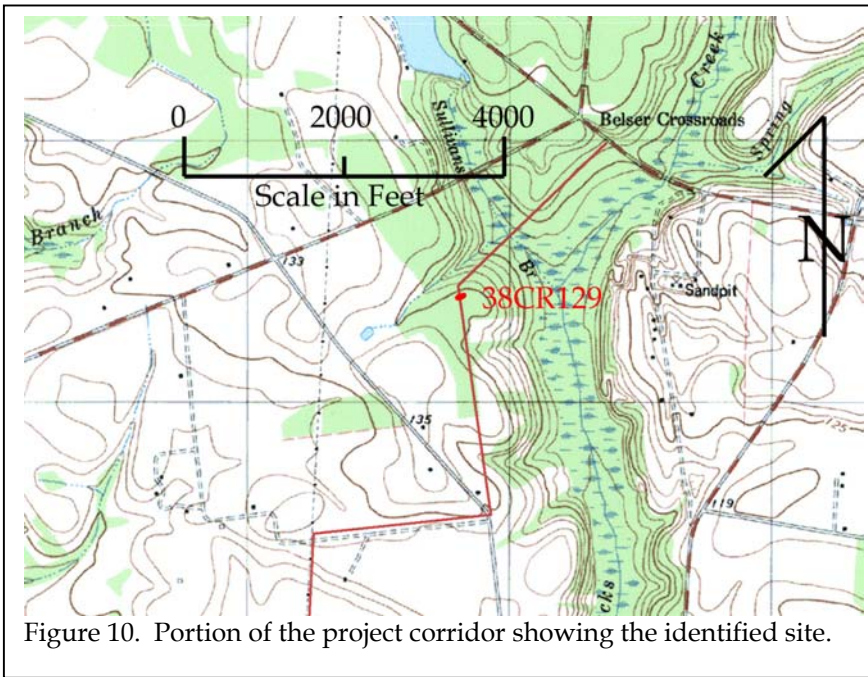 Creek
Belser Crossroads
Spring
Sullivans
0 2000 4000
Scale in Feet
Branch
133
Br
N
Sandpit
38CR129
135
125
119
cks
Figure 10. Portion of the project corridor showing the identified site.